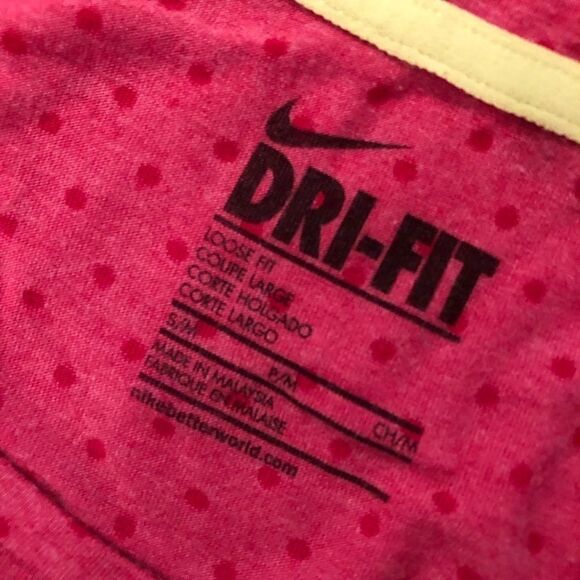 DRI-FIT
LOOSE FIT
COUPE LARGE
CORTE HOLGADO
CORTE LARGO
S/M P/M CH/M
MADE IN MALAYSIA
FABRIQUÉ EN MALAISIE
nikebetterworld.com